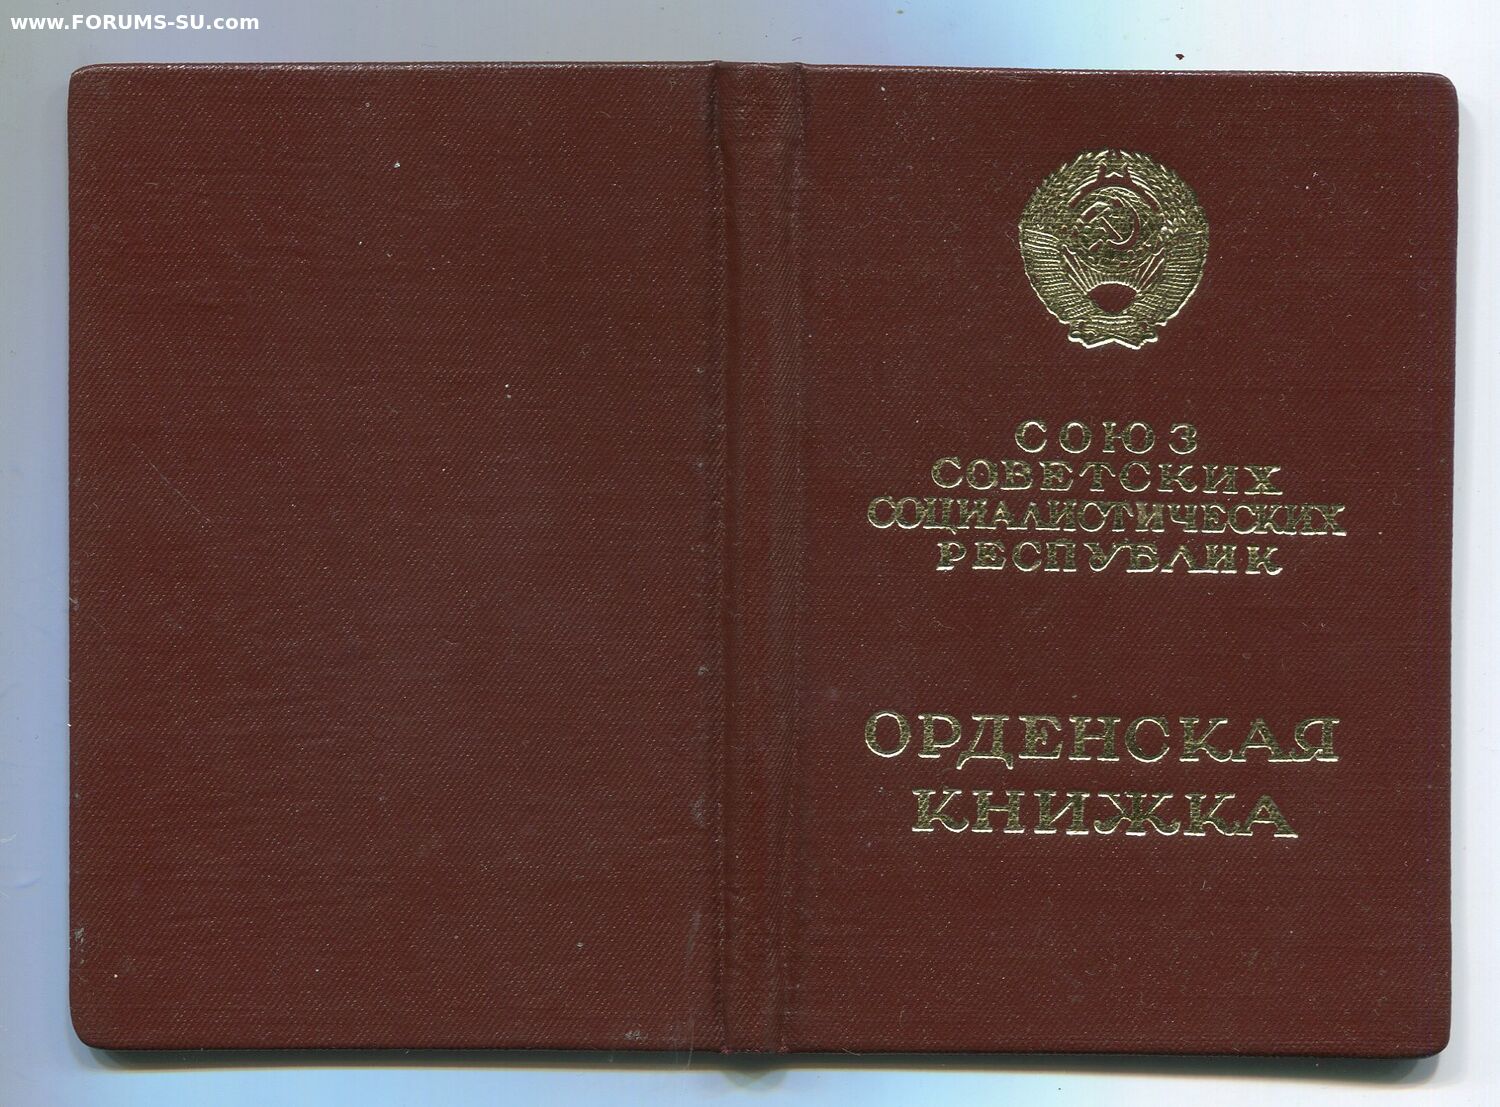 www.FORUMS-SU.com
СОЮЗ
СОВЕТСКИХ
СОЦИАЛИСТИЧЕСКИХ
РЕСПУБЛИК
ОРДЕНСКАЯ
КНИЖКА